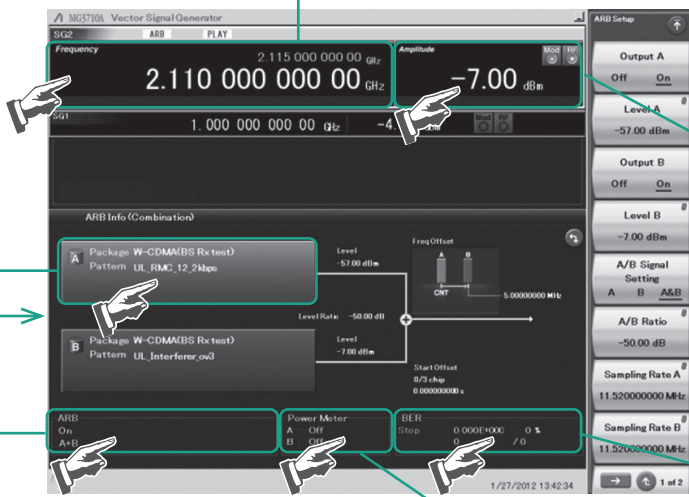 MG3710A Vector Signal Generator
SG2 ARB PLAY
Frequency
2.115 000 000 00 GHz
2.110 000 000 00 GHz
Amplitude
Mod RF
-7.00 dBm
SG1
1.000 000 000 00 GHz
-4.
Mod RF
ARB Info (Combination)
A
Package W-CDMA(BS Rx test)
Pattern UL_RMC_12_2kbps
Level
-57.00 dBm
Freq Offset
A B
CNT
5.00000000 MHz
Level Ratio -50.00 dB
B
Package W-CDMA(BS Rx test)
Pattern UL_Interferer_ov3
Level
-7.00 dBm
Start Offset
0/3 chip
0.000000000 s
ARB
On
A+B
Power Meter
A : Off
B : Off
BER
Stop 0.000E+000 0 %
0 / 0
1/27/2012 13:42:34
ARB Setup
Output A
Off On
Level A
-57.00 dBm
Output B
Off On
Level B
-7.00 dBm
A/B Signal
Setting
A B A&B
A/B Ratio
-50.00 dB
Sampling Rate A
11.520000000 MHz
Sampling Rate B
11.520000000 MHz
1 of 2